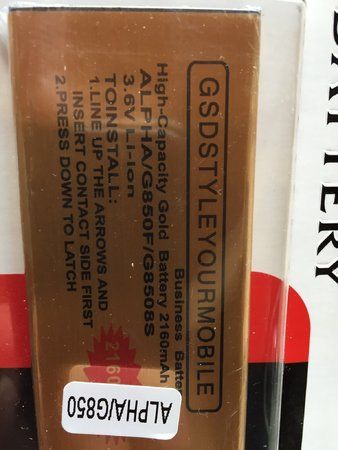 BATTERY
GSDSTYLEYOURMOBILE
Business Batte
High-Capacity Gold Battery 2160mAh
ALPHA/G850F/G8508S
3.6V Li-Ion
TOINSTALL:
1.LINE UP THE ARROWS AND
INSERT CONTACT SIDE FIRST
2.PRESS DOWN TO LATCH
2160
ALPHA/G850